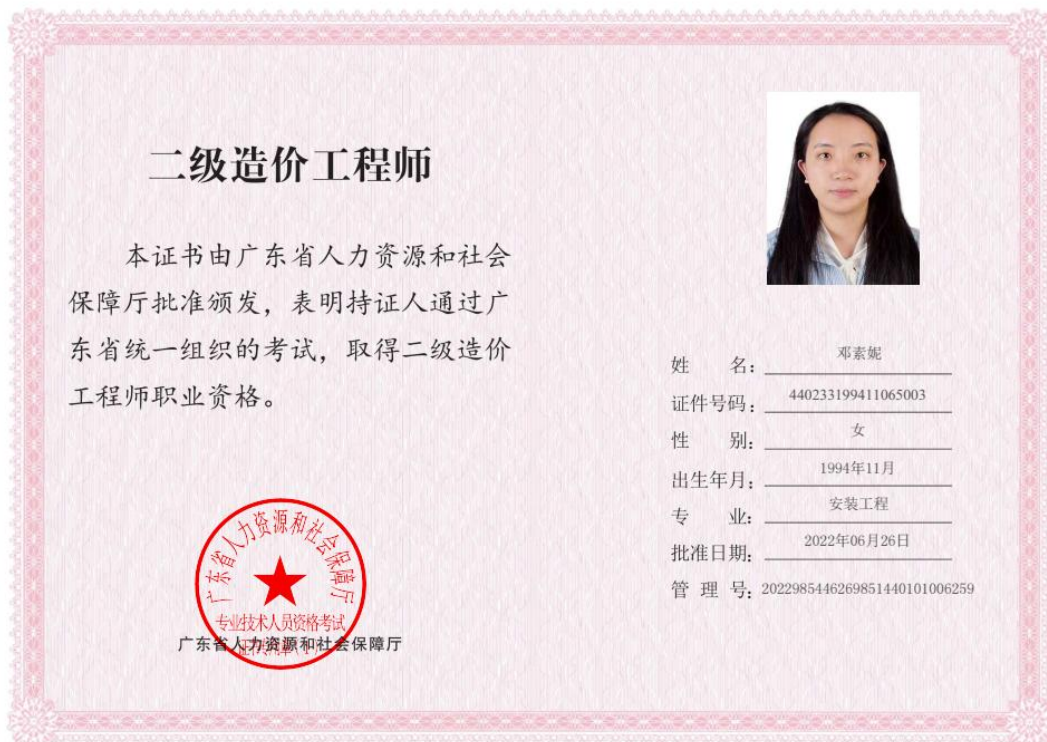 二级造价工程师
本证书由广东省人力资源和社会
保障厅批准颁发，表明持证人通过广
东省统一组织的考试，取得二级造价
工程师职业资格。
广东省人力资源和社会保障厅
专业技术人员资格考试
广东省人力资源和社会保障厅
姓 名：邓素妮
证件号码：440233199411065003
性 别：女
出生年月：1994年11月
专 业：安装工程
批准日期：2022年06月26日
管 理 号：20229854462698514401010​06259